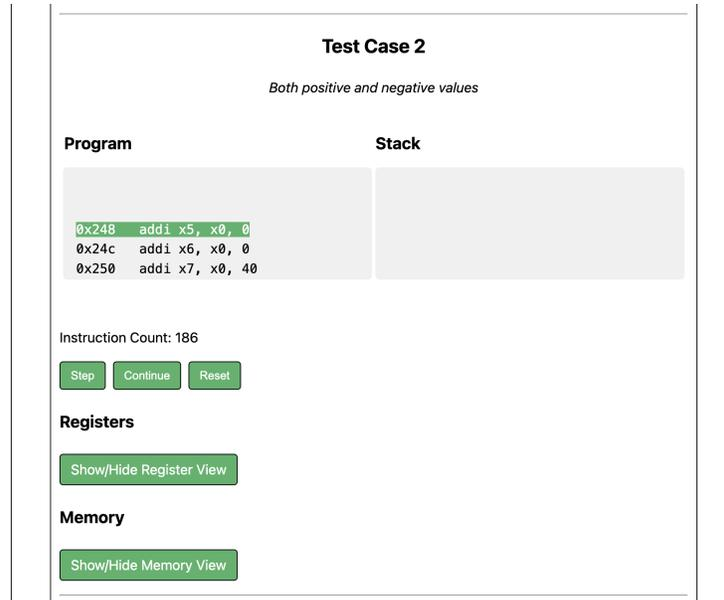 Test Case 2
Both positive and negative values
Program
Stack
0x248 addi x5, x0, 0
0x24c addi x6, x0, 0
0x250 addi x7, x0, 40
Instruction Count: 186
Step Continue Reset
Registers
Show/Hide Register View
Memory
Show/Hide Memory View